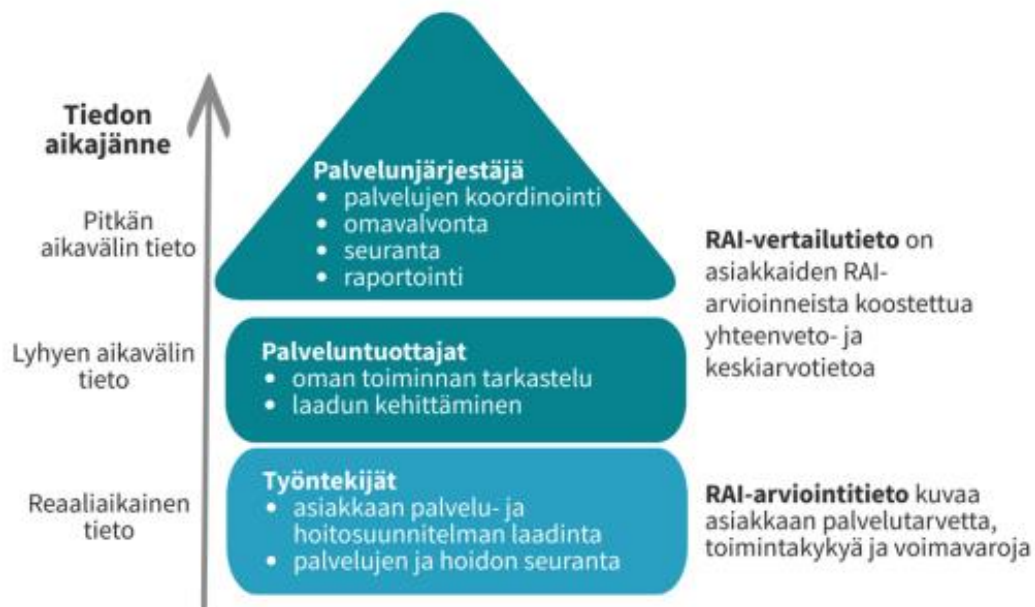 Tiedon
aikajänne
Pitkän
aikavälin tieto
Lyhyen aikavälin
tieto
Reaaliaikainen
tieto
Palvelunjärjestäjä
• palvelujen koordinointi
• omavalvonta
• seuranta
• raportointi
Palveluntuottajat
• oman toiminnan tarkastelu
• laadun kehittäminen
Työntekijät
• asiakkaan palvelu- ja
hoitosuunnitelman laadinta
• palvelujen ja hoidon seuranta
RAI-vertailutieto on
asiakkaiden RAI-
arvioinneista koostettua
yhteenveto- ja
keskiarvotietoa
RAI-arviointitieto kuvaa
asiakkaan palvelutarvetta,
toimintakykyä ja voimavaroja